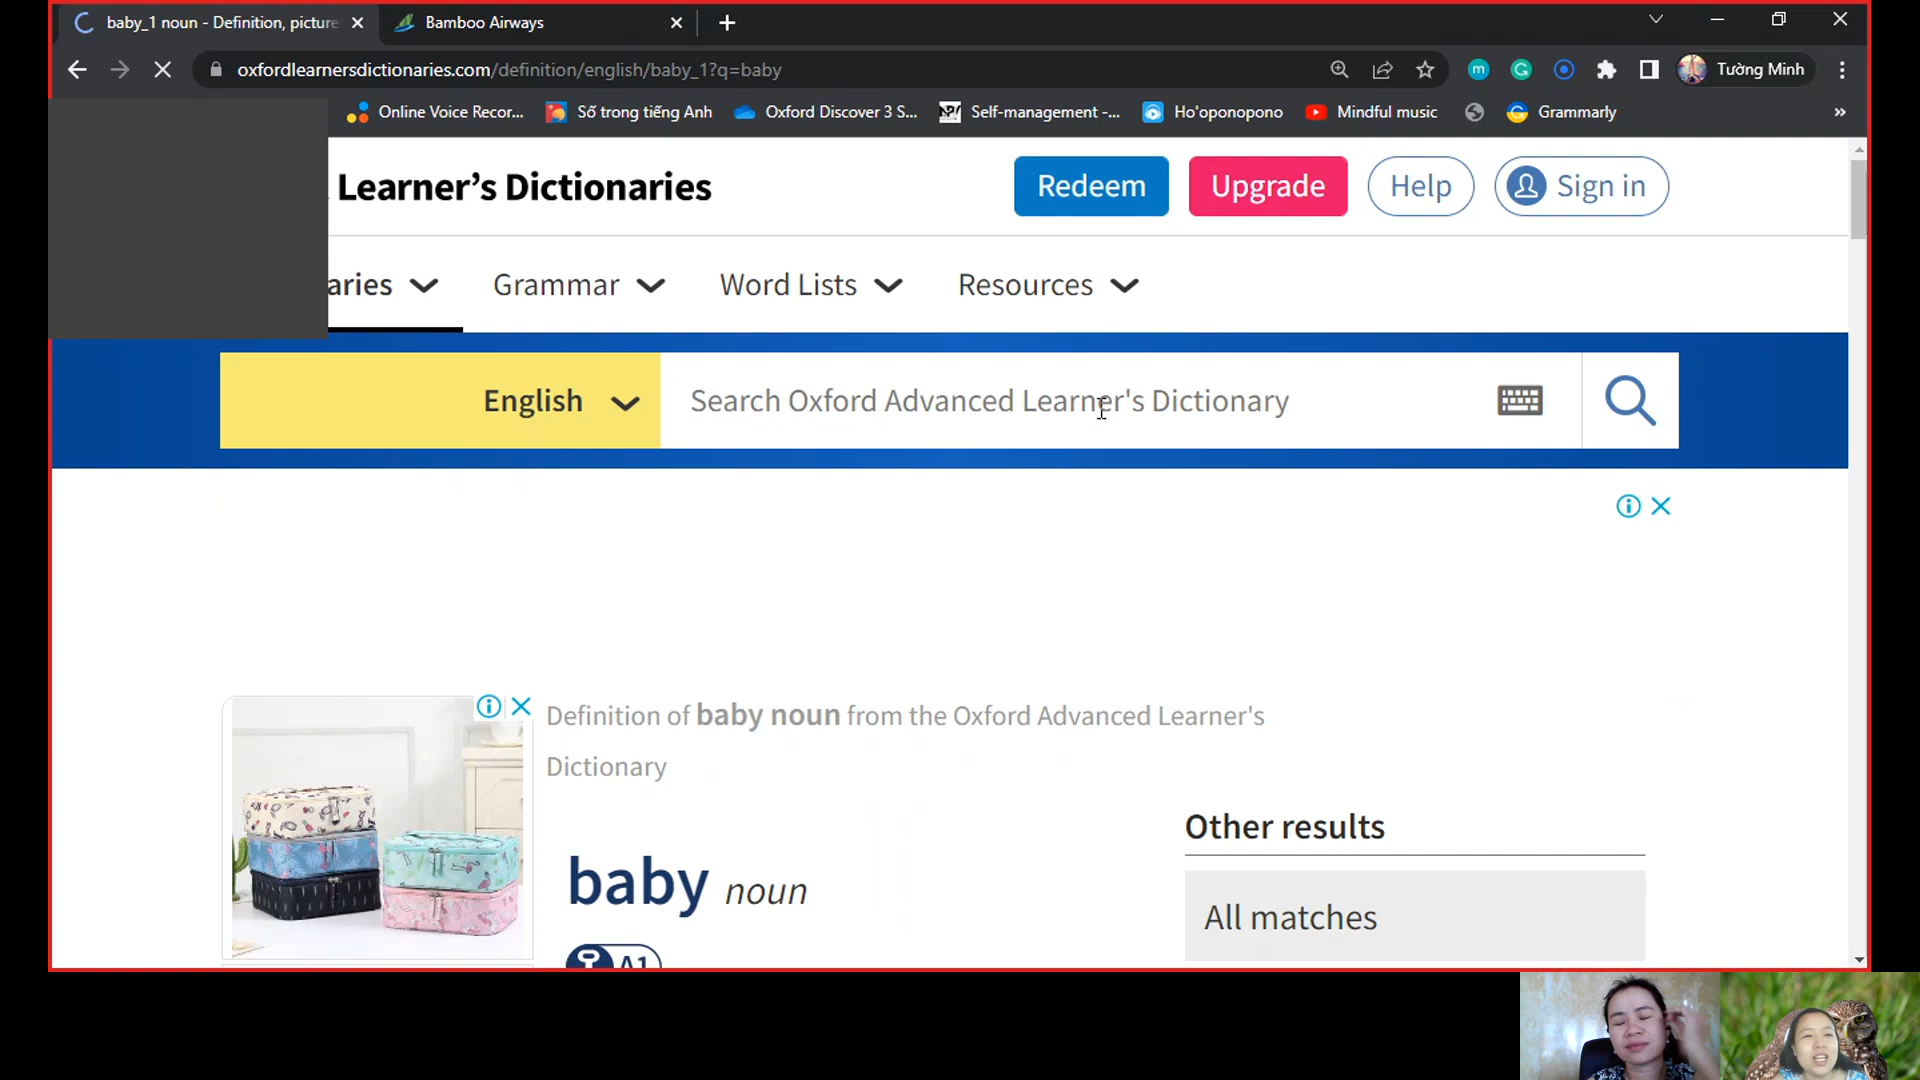 baby_1 noun - Definition, picture
Bamboo Airways
oxfordlearnersdictionaries.com/definition/english/baby_1?q=baby
Tường Minh
Online Voice Recor...
Số trong tiếng Anh
Oxford Discover 3 S...
Self-management -...
Ho'oponopono
Mindful music
Grammarly
Learner’s Dictionaries
Redeem
Upgrade
Help
Sign in
aries
Grammar
Word Lists
Resources
English
Search Oxford Advanced Learner's Dictionary
Definition of baby noun from the Oxford Advanced Learner's
Dictionary
baby noun
A1
Other results
All matches